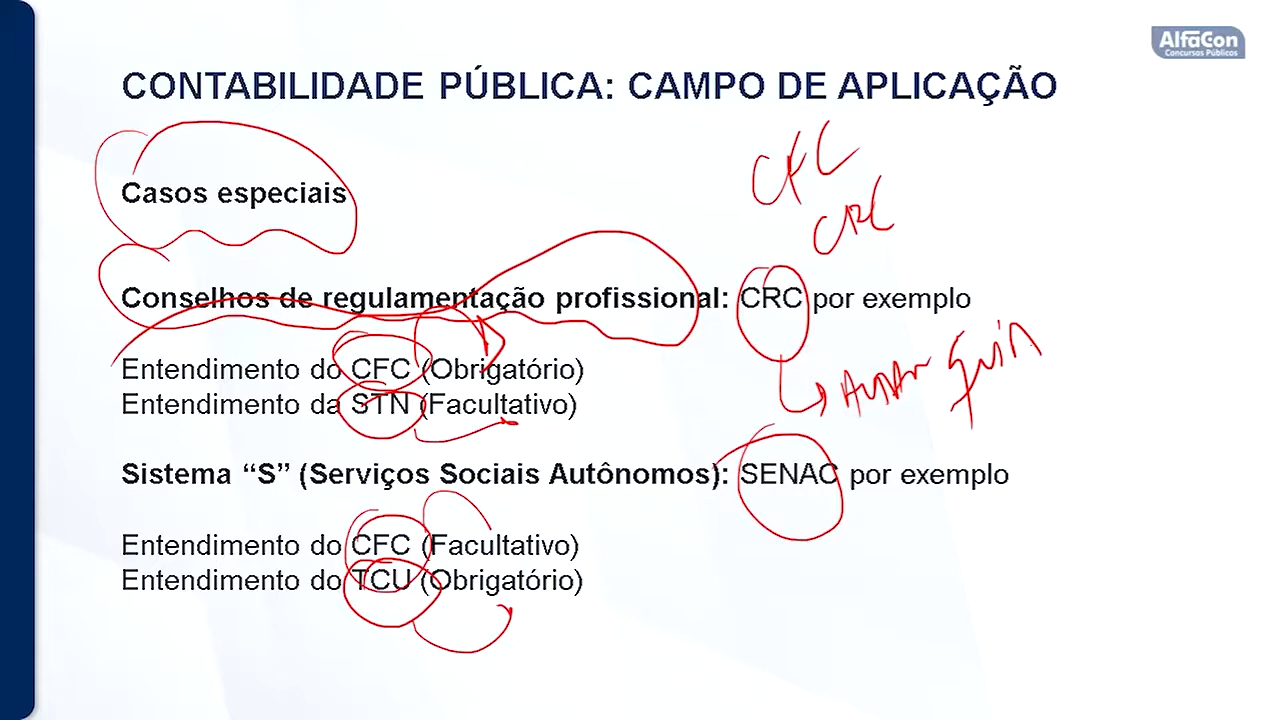 AlfaCon
Concursos Públicos
CONTABILIDADE PÚBLICA: CAMPO DE APLICAÇÃO
CFC
CRC
Casos especiais
Conselhos de regulamentação profissional: CRC por exemplo
Entendimento do CFC (Obrigatório)
Entendimento da STN (Facultativo)
Sistema “S” (Serviços Sociais Autônomos): SENAC por exemplo
Entendimento do CFC (Facultativo)
Entendimento do TCU (Obrigatório)